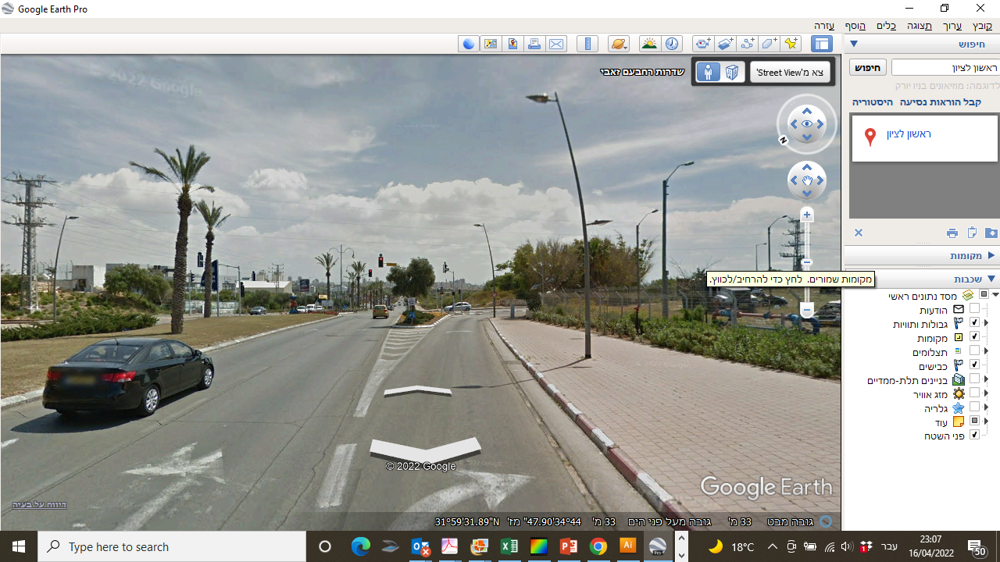 Google Earth Pro
קובץ ערוך תצוגה כלים הוסף עזרה
חיפוש
ראשון לציון
חיפוש
לדוגמה: מוזיאונים בניו יורק
קבל הוראות נסיעה היסטוריה
ראשון לציון
מקומות
שכבות
מקומות שמורים. לחץ כדי להרחיב/לכווץ.
מסד נתונים ראשי
הודעות
גבולות ותוויות
מקומות
תצלומים
כבישים
בניינים תלת-ממדיים
מזג אוויר
גלריה
עוד
פני השטח
שדרות רחבעם זאבי
צא מ'Street View'
N
© 2022 Google
Google Earth
דיווח על בעיה
31°59'31.89"N 34°44'47.90" מז' 33 מ' גובה מעל פני הים 33 מ' גובה מבט
Type here to search
18°C
עבר
23:07
16/04/2022
50